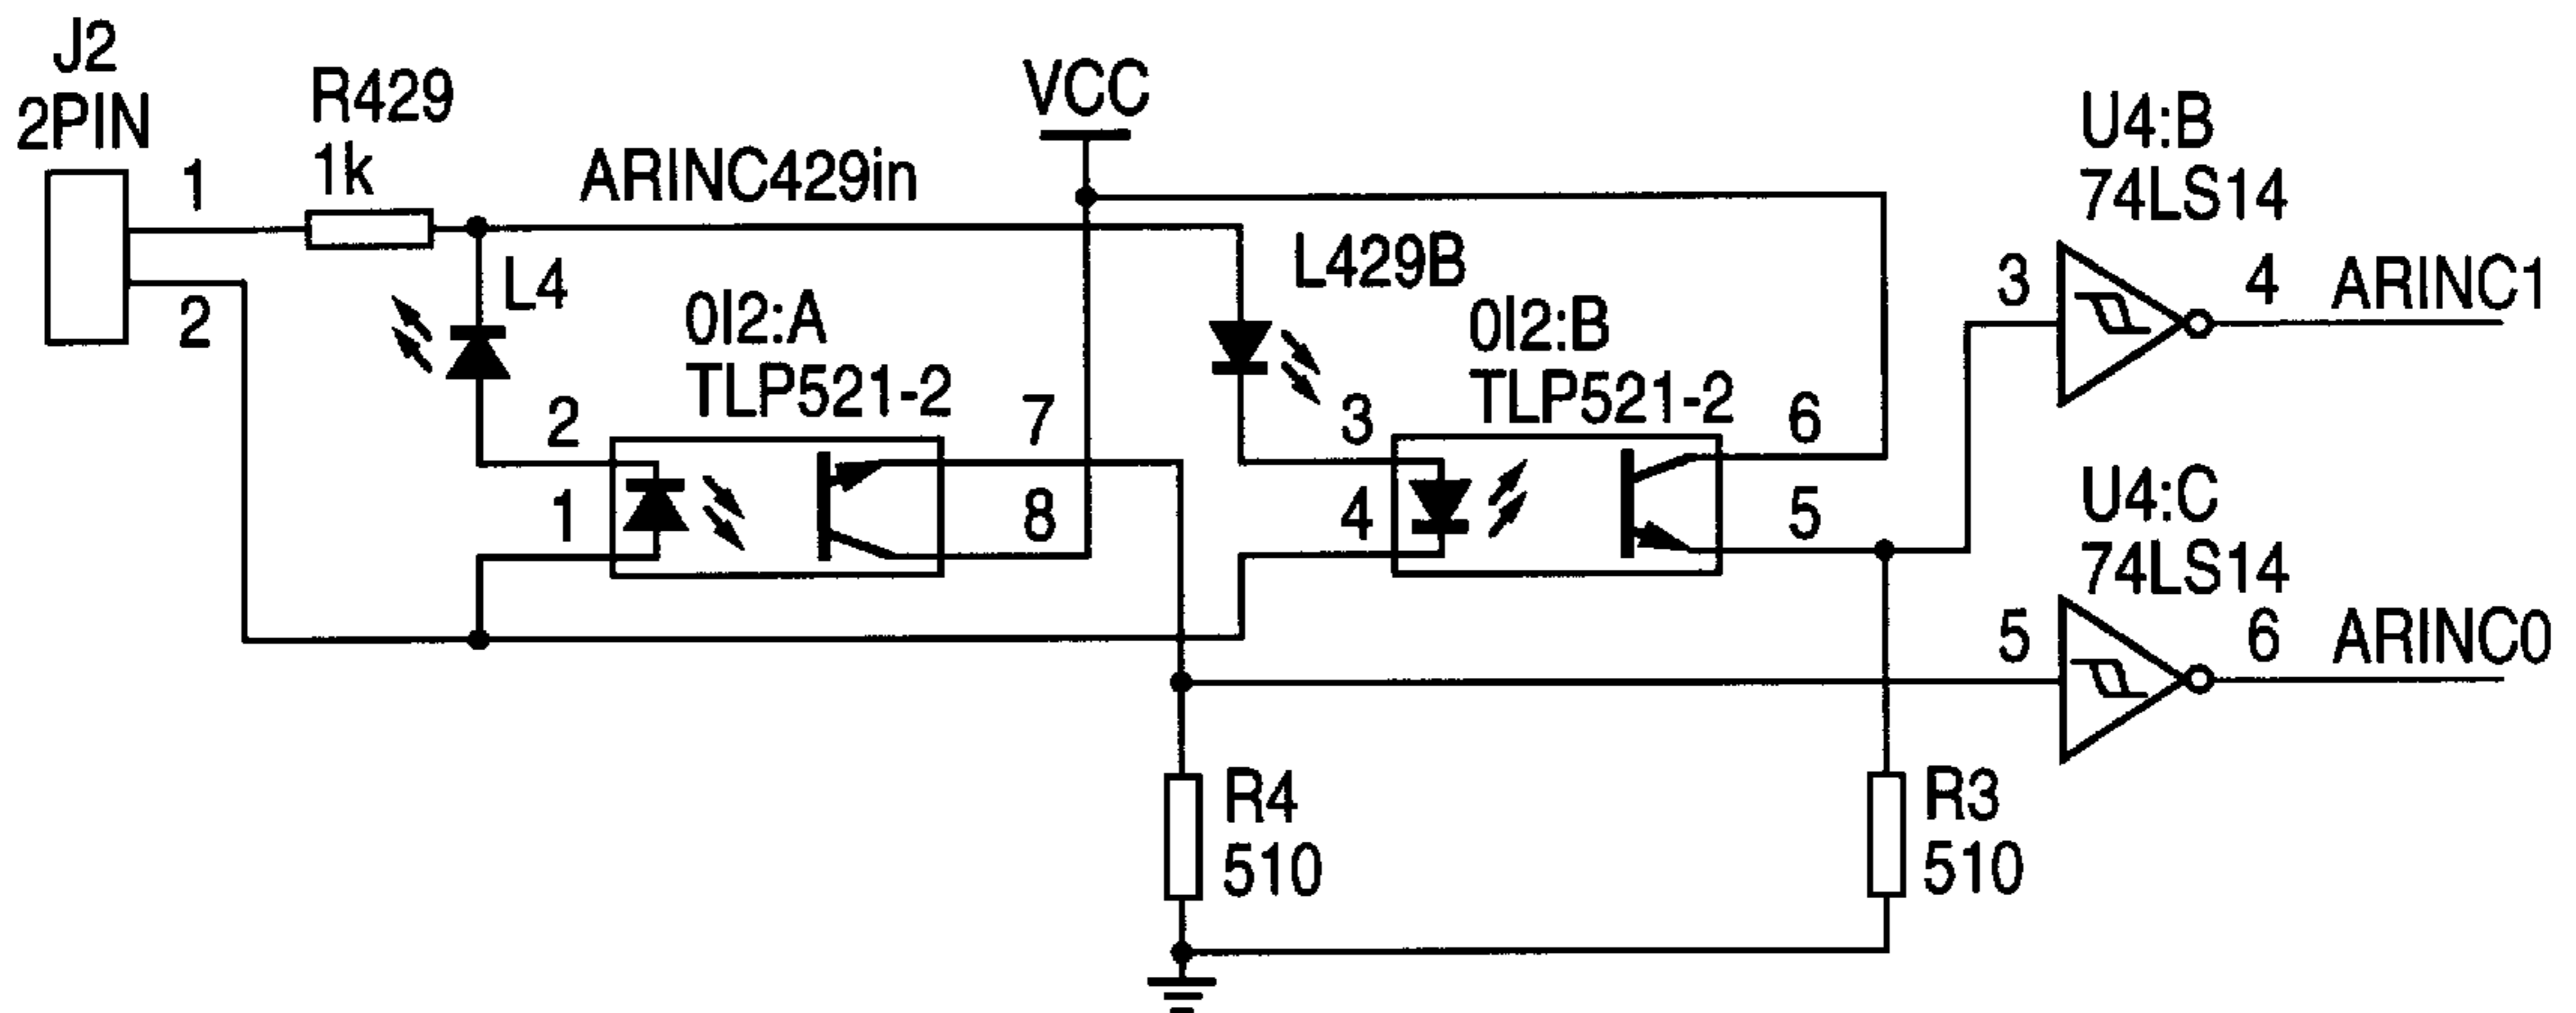 J2
2PIN
1
2
R429
1k
ARINC429in
VCC
L4
0I2:A
TLP521-2
2
1
7
8
L429B
0I2:B
TLP521-2
3
4
6
5
U4:B
74LS14
3
4
ARINC1
U4:C
74LS14
5
6
ARINC0
R4
510
R3
510